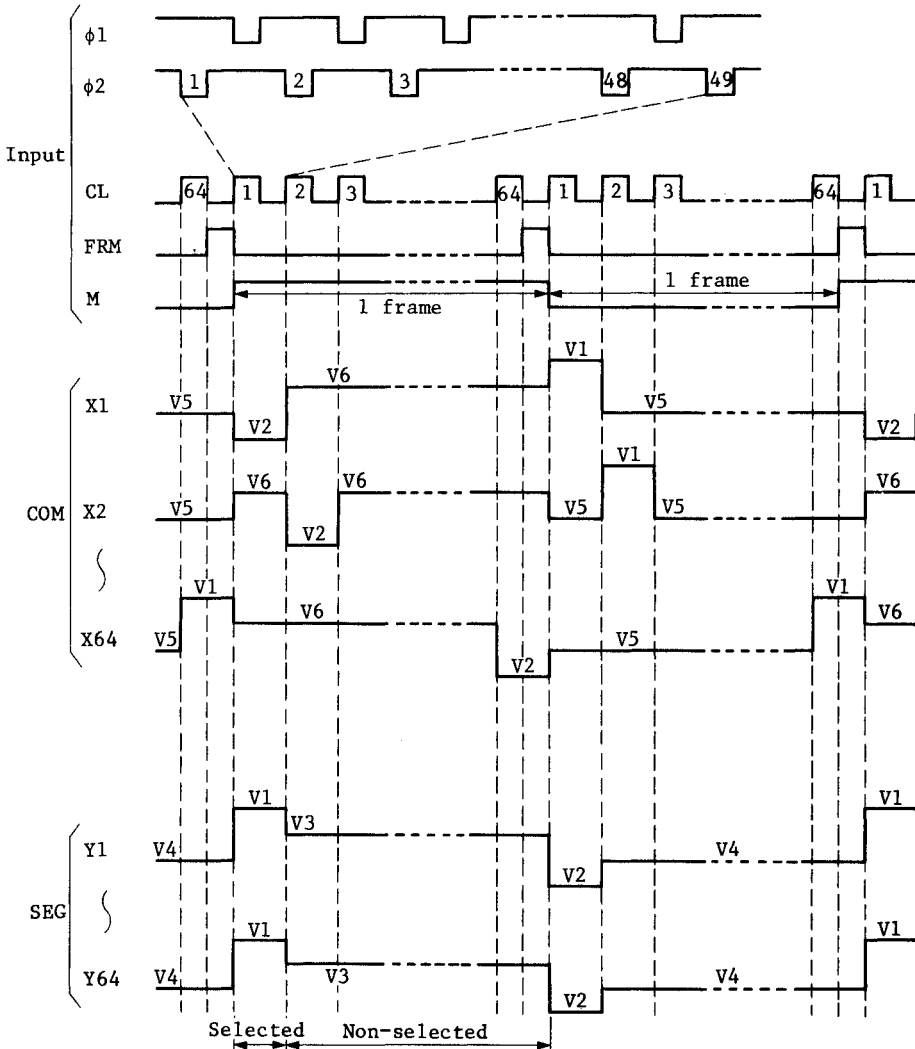 Input
φ1
φ2
1 2 3 48 49
CL
64 1 2 3 64 1 2 3 64 1
FRM
M
1 frame
1 frame
COM
X1
V5 V2 V6 V1 V5 V2
X2
V5 V6 V2 V6 V5 V1 V5 V6
X64
V5 V1 V6 V2 V5 V1 V6
SEG
Y1
V4 V1 V3 V2 V4 V1
Y64
V4 V1 V3 V2 V4 V1
Selected Non-selected